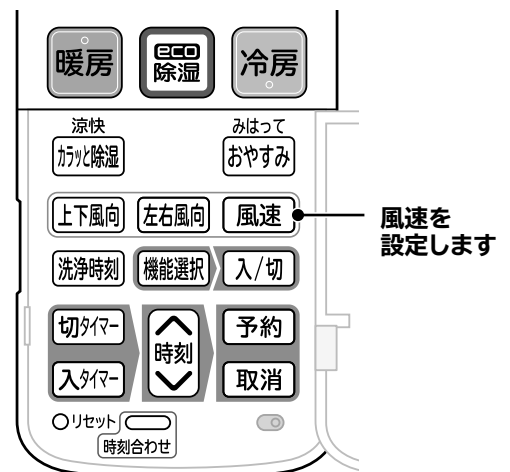 暖房
eco
除湿
冷房
涼快
みはって
カラッと除湿
おやすみ
上下風向
左右風向
風速
風速を
設定します
洗浄時刻
機能選択
入/切
切タイマー
時刻
予約
入タイマー
取消
リセット
時刻合わせ